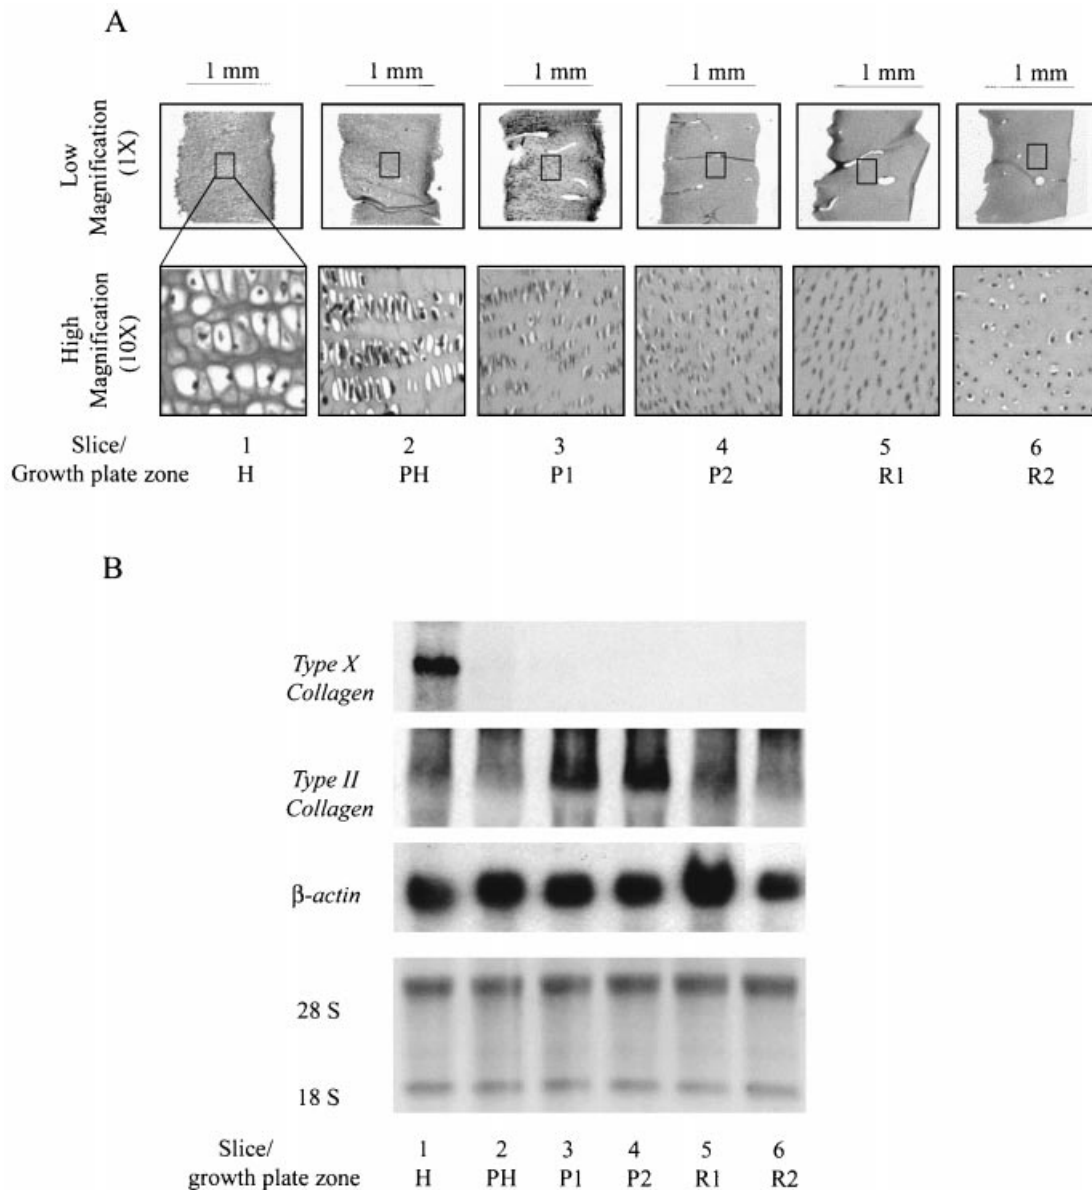 A
1 mm 1 mm 1 mm 1 mm 1 mm 1 mm
Low
Magnification
(1X)
High
Magnification
(10X)
Slice/ 1 2 3 4 5 6
Growth plate zone H PH P1 P2 R1 R2
B
Type X
Collagen
Type II
Collagen
β-actin
28 S
18 S
Slice/ 1 2 3 4 5 6
growth plate zone H PH P1 P2 R1 R2